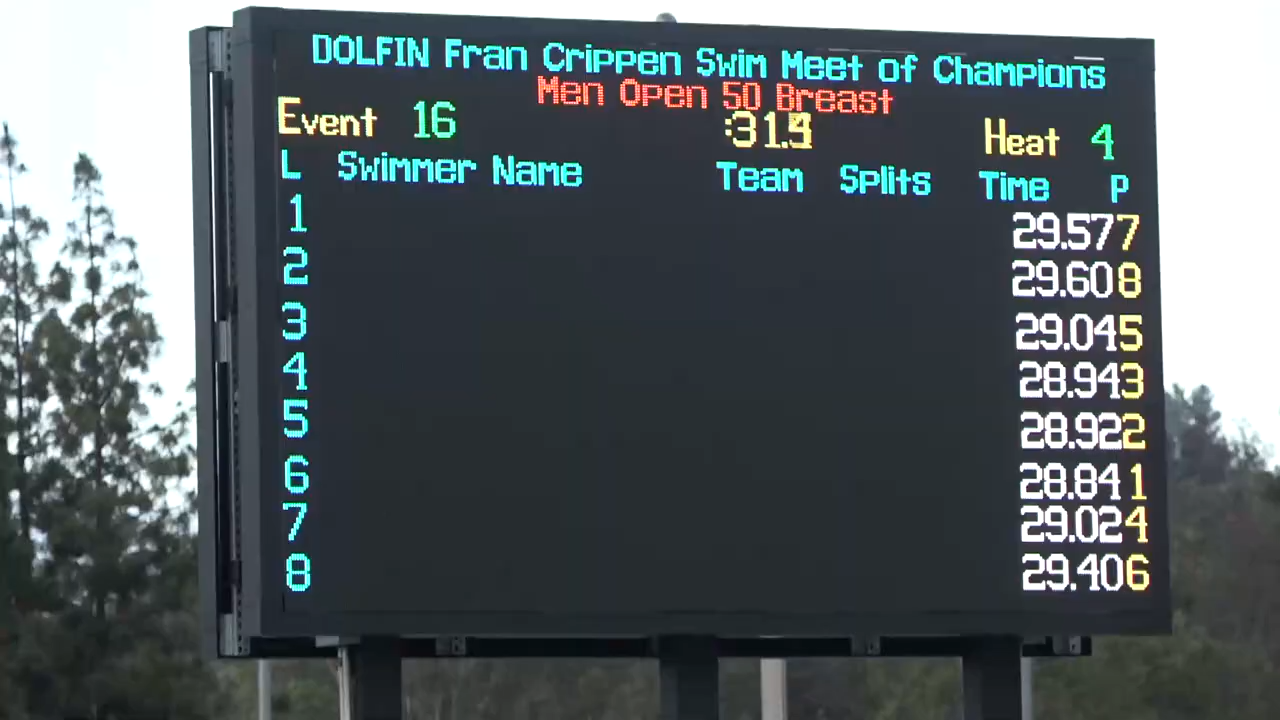 DOLFIN Fran Crippen Swim Meet of Champions
Men Open 50 Breast
Event 16 :31.9 Heat 4
L Swimmer Name Team Splits Time P
1 29.57 7
2 29.60 8
3 29.04 5
4 28.94 3
5 28.92 2
6 28.84 1
7 29.02 4
8 29.40 6